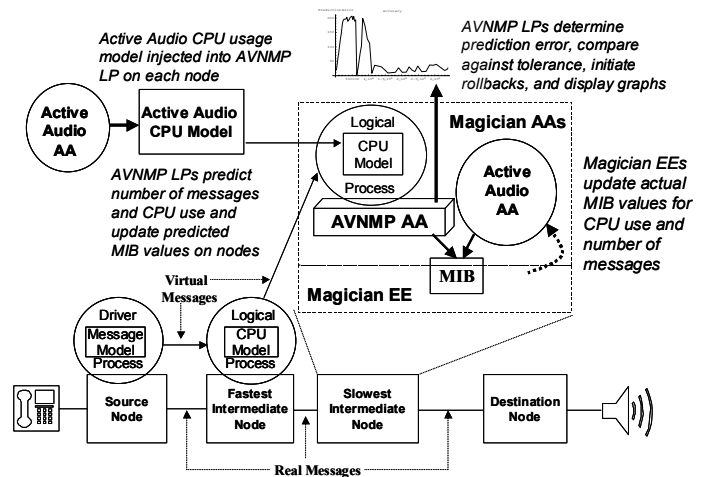 Active Audio CPU usage
model injected into AVNMP
LP on each node
AVNMP LPs determine
prediction error, compare
against tolerance, initiate
rollbacks, and display graphs
Active
Audio
AA
Active Audio
CPU Model
Logical
CPU
Model
Process
Magician AAs
Active
Audio
AA
AVNMP LPs predict
number of messages
and CPU use and
update predicted
MIB values on nodes
AVNMP AA
Magician EEs
update actual
MIB values for
CPU use and
number of
messages
MIB
Magician EE
Virtual
Messages
Driver
Message
Model
Process
Logical
CPU
Model
Process
Source
Node
Fastest
Intermediate
Node
Slowest
Intermediate
Node
Destination
Node
Real Messages